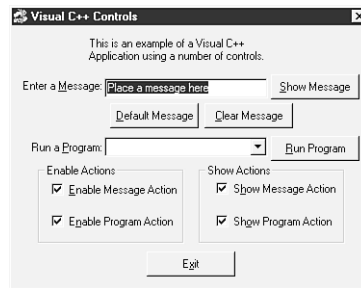 Visual C++ Controls
This is an example of a Visual C++
Application using a number of controls.
Enter a Message: Place a message here Show Message
Default Message Clear Message
Run a Program: Run Program
Enable Actions Show Actions
Enable Message Action Show Message Action
Enable Program Action Show Program Action
Exit